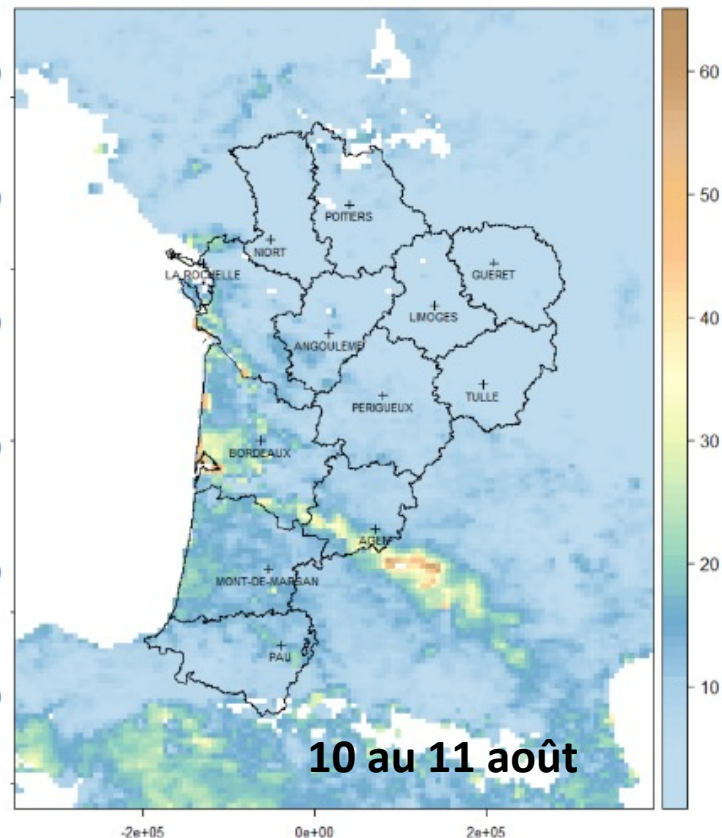 60
50
POITIERS
NIORT
LA ROCHELLE
GUERET
LIMOGES
40
ANGOULEME
TULLE
PERIGUEUX
30
BORDEAUX
AGEN
20
MONT-DE-MARSAN
PAU
10
10 au 11 août
-2e+05 0e+00 2e+05